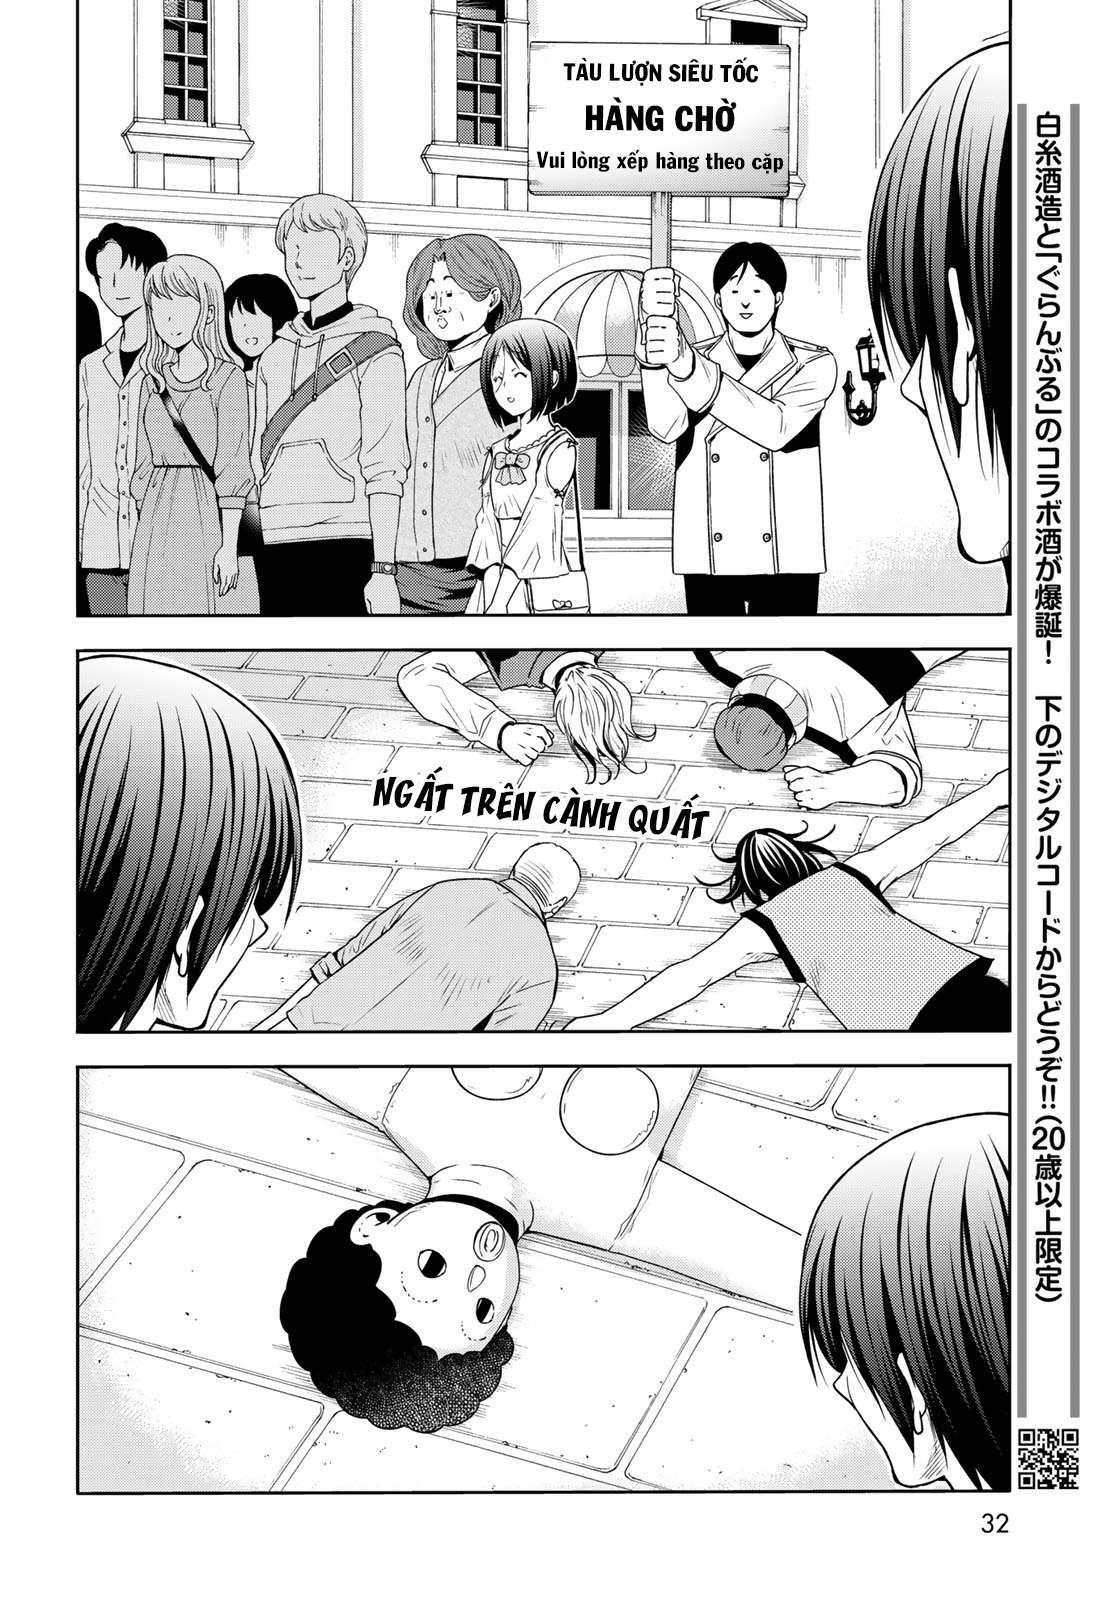 TÀU LƯỢN SIÊU TỐC
HÀNG CHỜ
Vui lòng xếp hàng theo cặp
NGẤT TRÊN CÀNH QUẤT
白糸酒造と「ぐらんぶる」のコラボ酒が爆誕！ 下のデジタルコードからどうぞ!!(20歳以上限定)
32